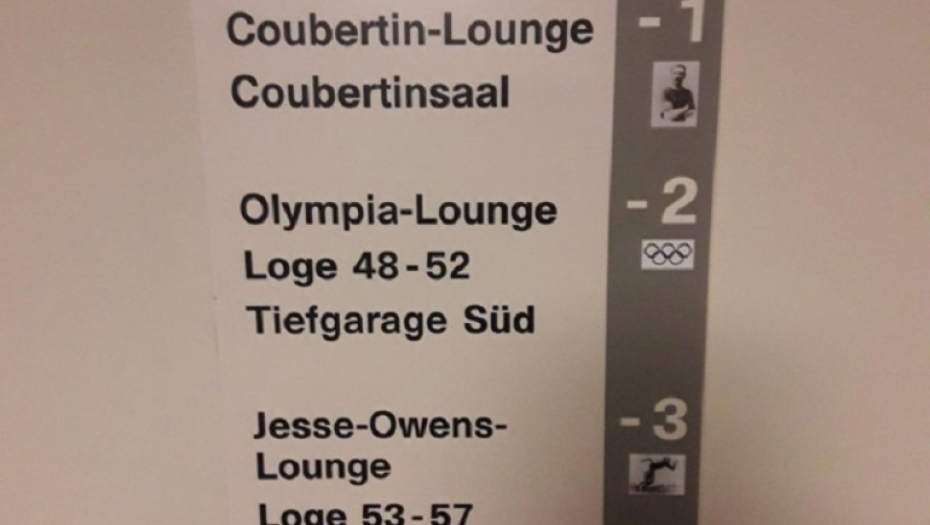 Coubertin-Lounge -1
Coubertinsaal
Olympia-Lounge -2
Loge 48-52
Tiefgarage Süd
Jesse-Owens- -3
Lounge
Loge 53-57